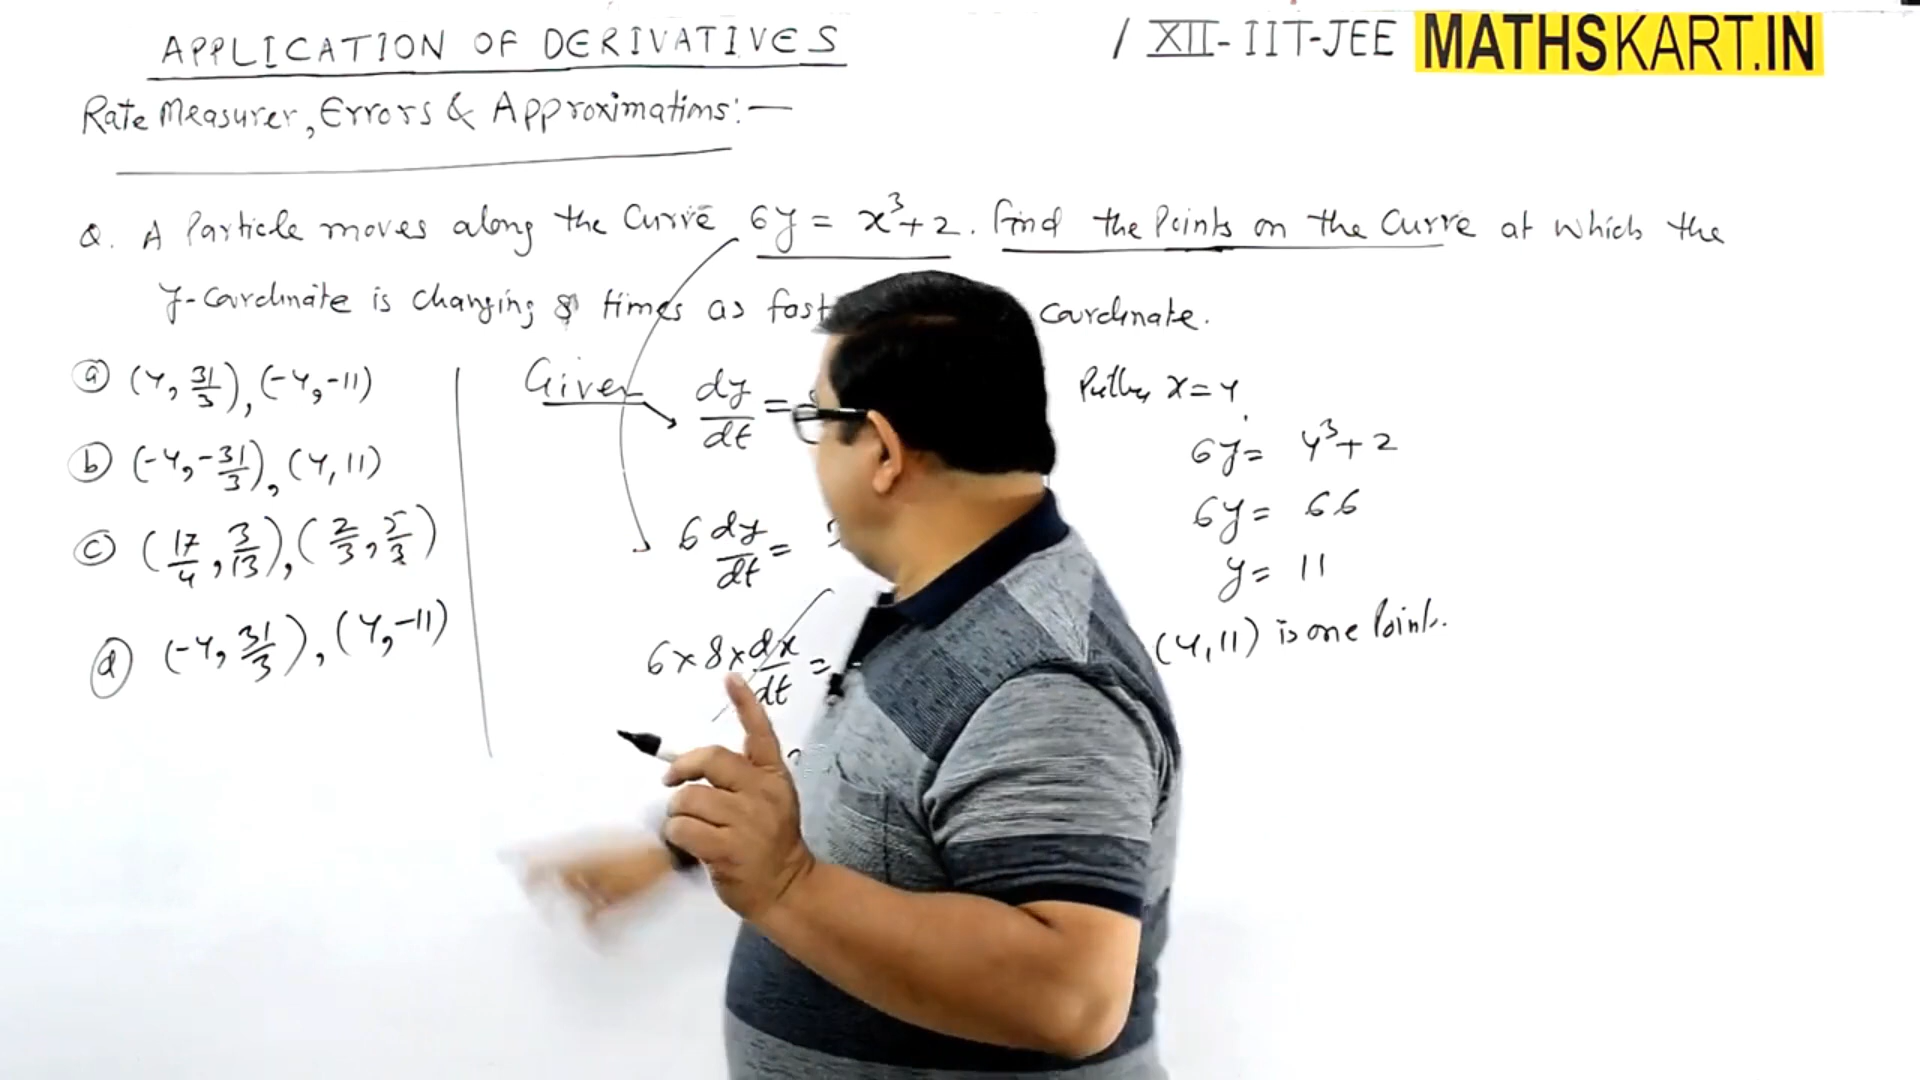 APPLICATION OF DERIVATIVES / XII-IIT-JEE MATHSKART.IN
Rate Measurer, Errors & Approximations:—
Q. A Particle moves along the Curve 6y = x³+2. Find the Points on the Curve at which the
y-Coordinate is changing 8 times as fast coordinate.
(a) (4, 31/3), (-4, -11)
(b) (-4, -31/3), (4, 11)
(c) (17/4, 3/13), (2/3, 5/3)
(d) (-4, 31/3), (4, -11)
Given dy/dt =
6 dy/dt =
6×8×dx/dt =
Putting x=4
6y = 4³+2
6y = 66
y = 11
(4,11) is one Point.